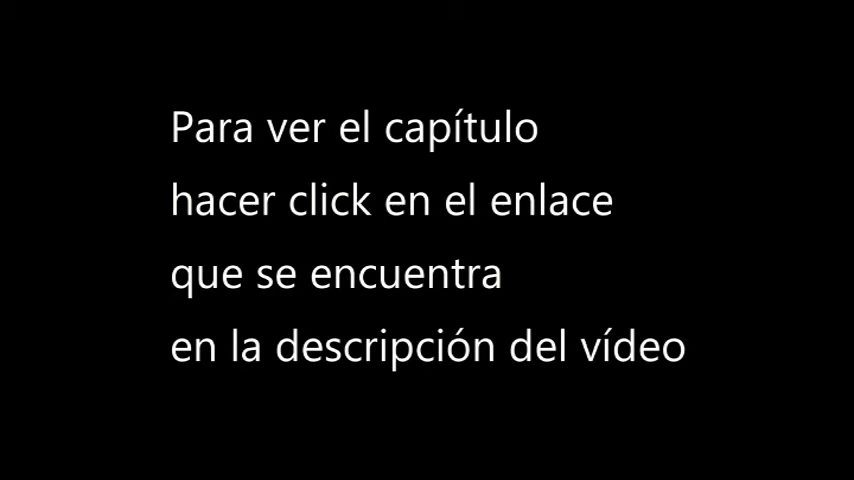 Para ver el capítulo
hacer click en el enlace
que se encuentra
en la descripción del vídeo